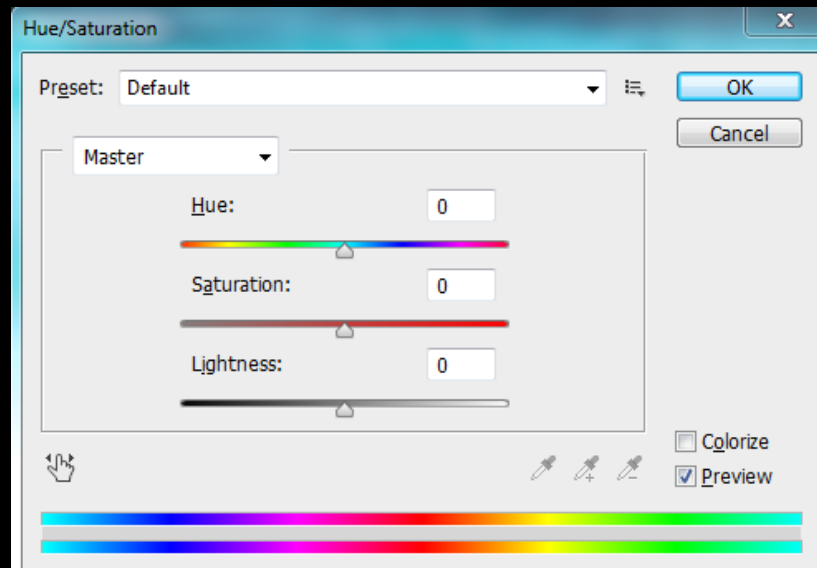 Hue/Saturation
Preset: Default
OK
Cancel
Master
Hue: 0
Saturation: 0
Lightness: 0
Colorize
Preview